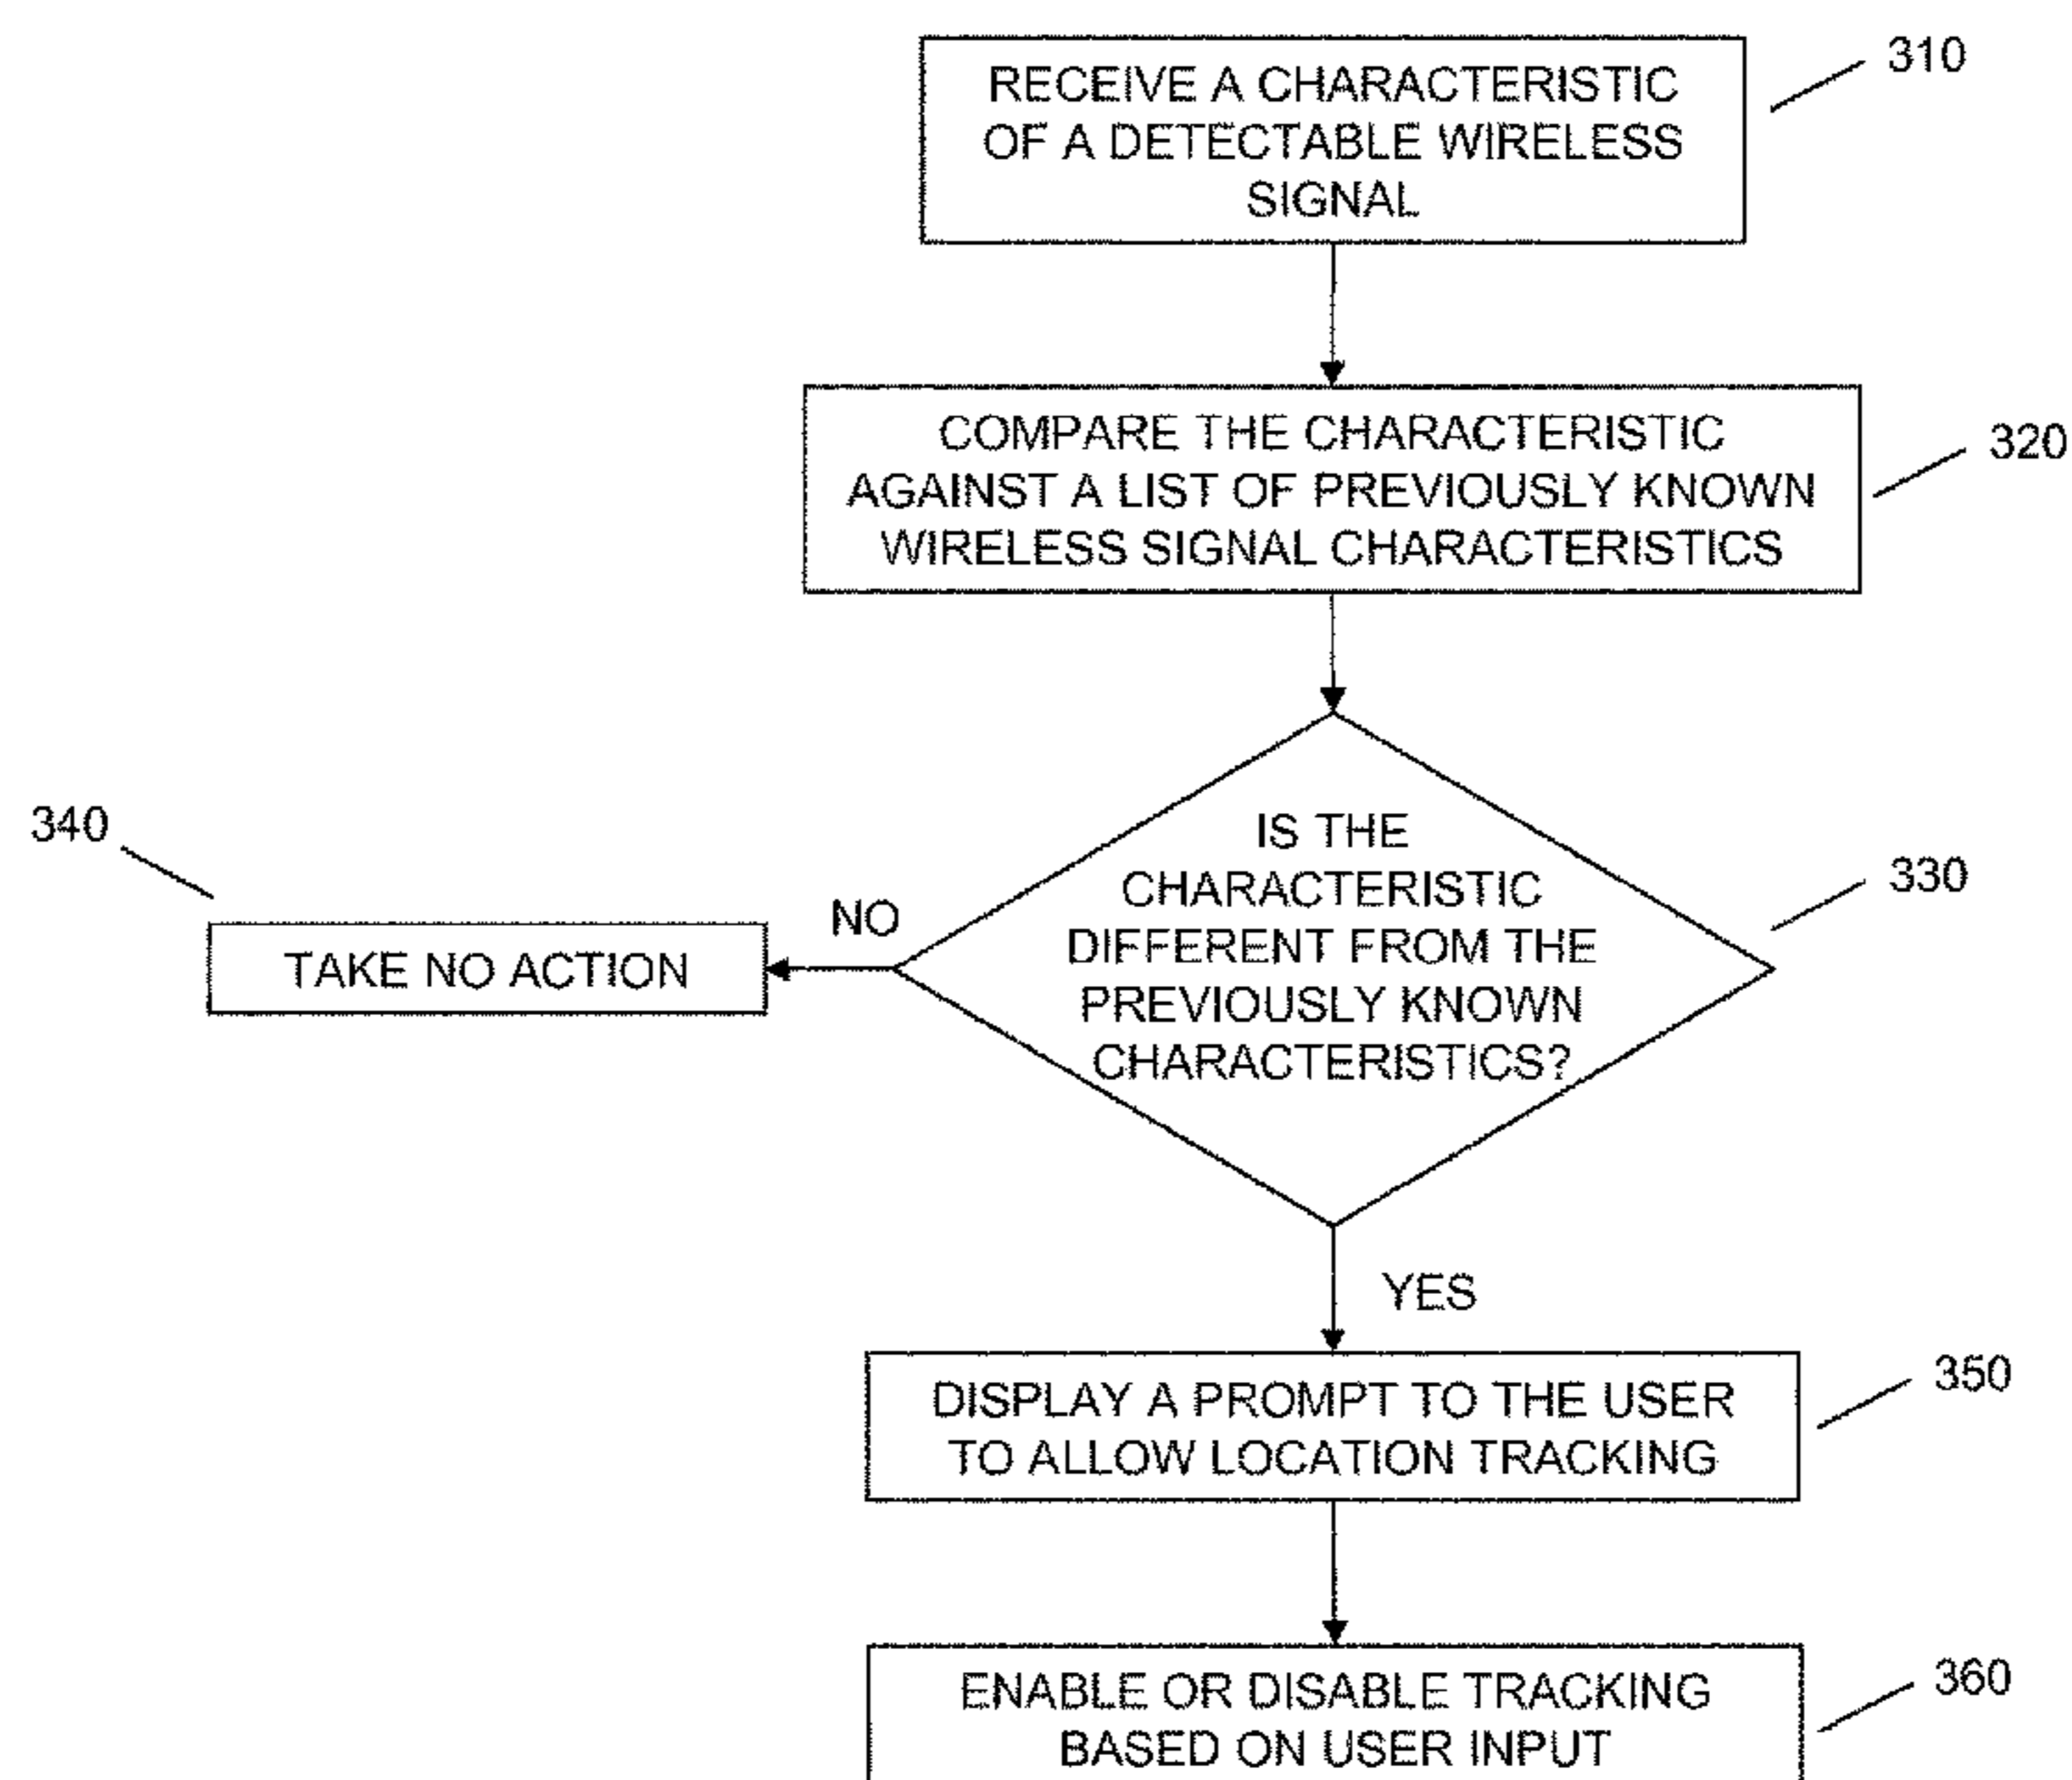 RECEIVE A CHARACTERISTIC
OF A DETECTABLE WIRELESS
SIGNAL
310
COMPARE THE CHARACTERISTIC
AGAINST A LIST OF PREVIOUSLY KNOWN
WIRELESS SIGNAL CHARACTERISTICS
320
IS THE
CHARACTERISTIC
DIFFERENT FROM THE
PREVIOUSLY KNOWN
CHARACTERISTICS?
330
NO
340
TAKE NO ACTION
YES
DISPLAY A PROMPT TO THE USER
TO ALLOW LOCATION TRACKING
350
ENABLE OR DISABLE TRACKING
BASED ON USER INPUT
360